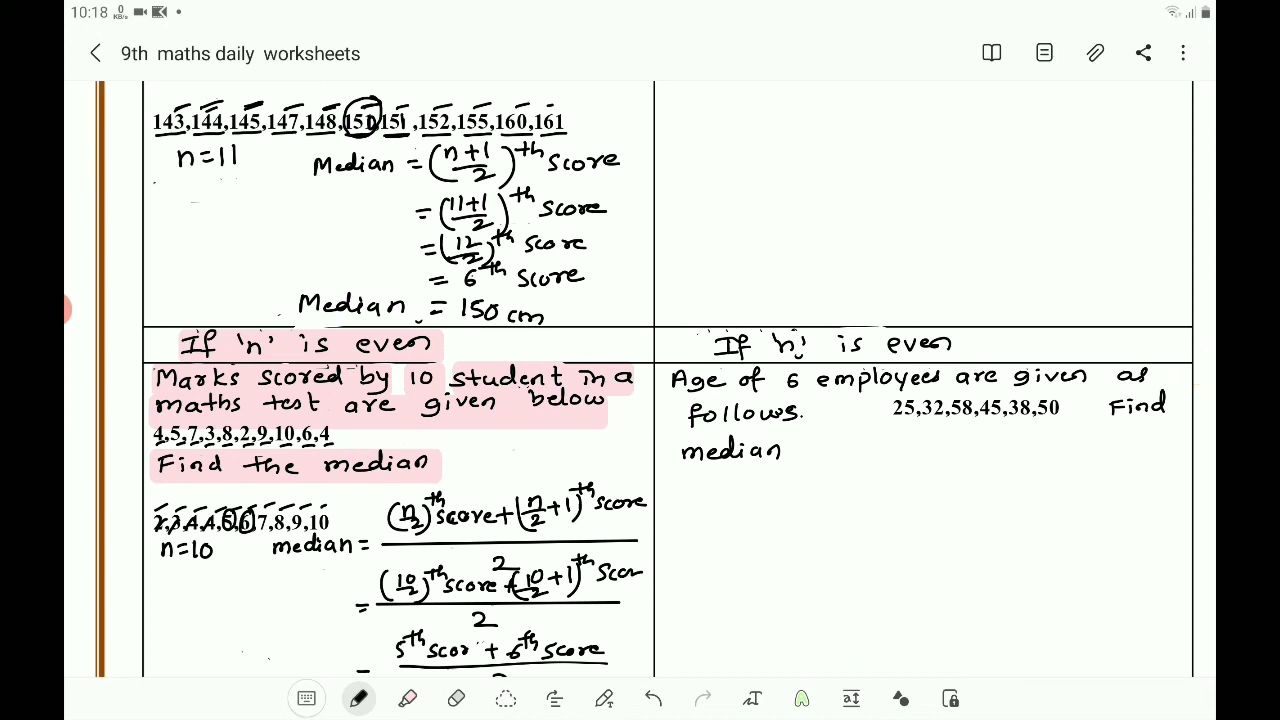 10:18 0 KB/s
9th maths daily worksheets
143,144,145,147,148,151,151,152,155,160,161
n=11 Median = (n+1/2)th Score
= (11+1/2)th Score
= (12/2)th score
= 6th Score
Median = 150 cm
If 'n' is even
Marks scored by 10 student in a
maths test are given below
4,5,7,3,8,2,9,10,6,4
Find the median
2,3,4,4,5,6,7,8,9,10
n=10 median = (n/2)th score + (n/2+1)th score
2
= (10/2)th score + (10/2+1)th Scor
2
= 5th scor + 6th score
If 'n' is even
Age of 6 employees are given as
follows. 25,32,58,45,38,50 Find
median